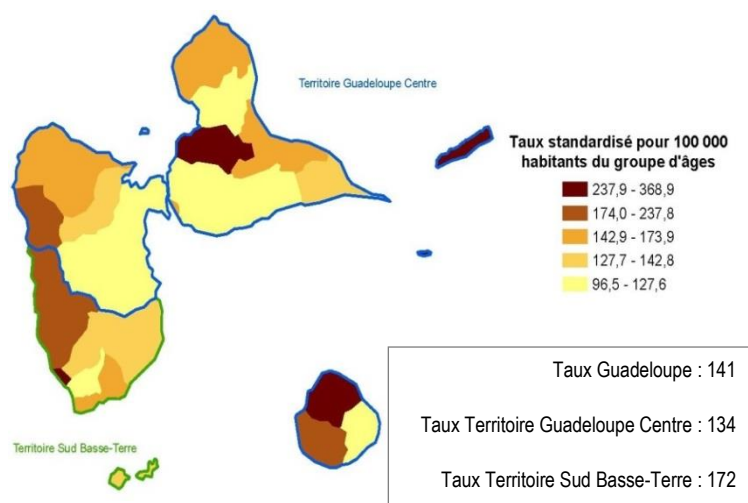 Territoire Guadeloupe Centre
Taux standardisé pour 100 000
habitants du groupe d'âges
237,9 - 368,9
174,0 - 237,8
142,9 - 173,9
127,7 - 142,8
96,5 - 127,6
Taux Guadeloupe : 141
Taux Territoire Guadeloupe Centre : 134
Territoire Sud Basse-Terre
Taux Territoire Sud Basse-Terre : 172